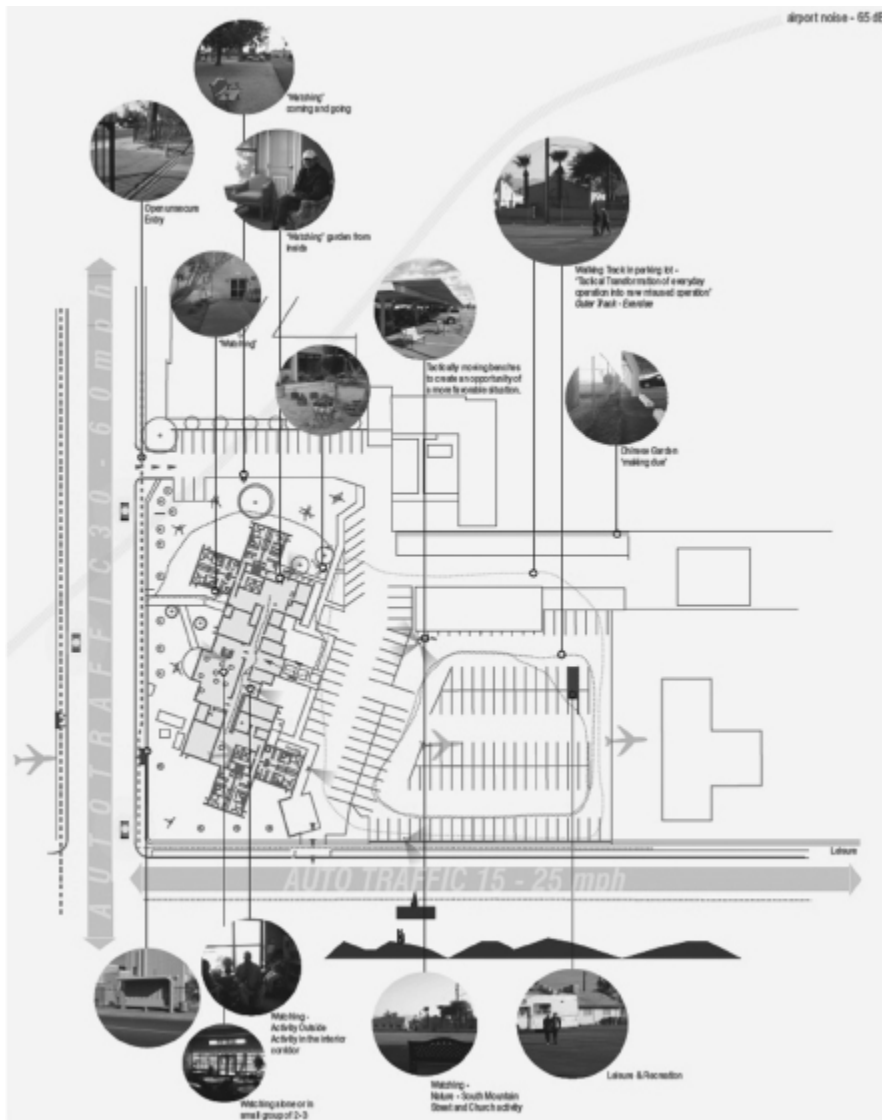 airport noise - 65 dB
'Watching'
coming and going
Open unsecure
Entry
'Watching' garden from
inside
Walking Track in parking lot -
'Tactical Transformation of everyday
operation into new misused operation'
Outer Track - Exercise
'Watching'
Tactically moving benches
to create an opportunity of
a more favorable situation.
Chinese Garden
'making due'
AUTO TRAFFIC 30 - 60 mph
Leisure
AUTO TRAFFIC 15 - 25 mph
Watching -
Activity Outside
Activity in the interior
corridor
Watching alone or in
small group of 2-3
Watching -
Nature - South Mountain
Street and Church activity
Leisure & Recreation